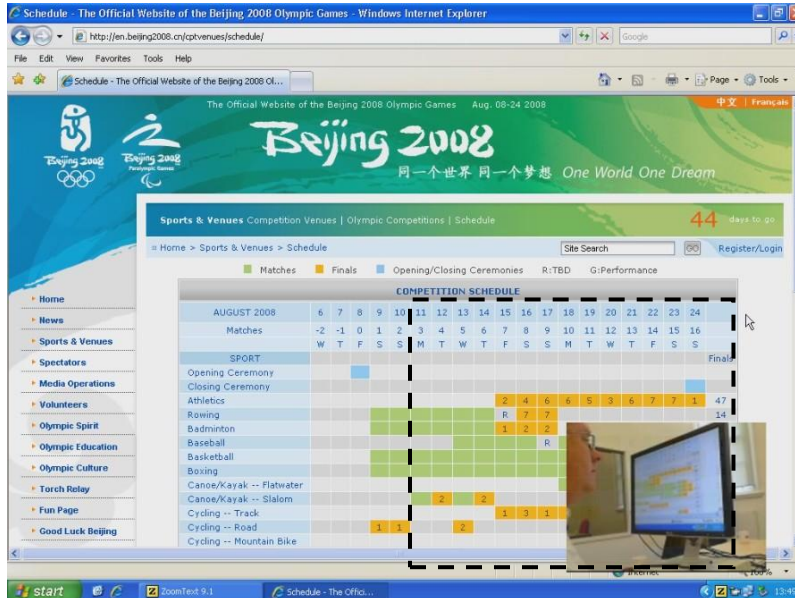 Schedule - The Official Website of the Beijing 2008 Olympic Games - Windows Internet Explorer
http://en.beijing2008.cn/cptvenues/schedule/
Google
File Edit View Favorites Tools Help
Schedule - The Official Website of the Beijing 2008 Ol...
Page Tools
The Official Website of the Beijing 2008 Olympic Games Aug. 08-24 2008
中文 | Français
Beijing 2008
Beijing 2008
Paralympic Games
Beijing 2008
同一个世界 同一个梦想 One World One Dream
Sports & Venues Competition Venues | Olympic Competitions | Schedule
44 days to go
Home > Sports & Venues > Schedule
Site Search
GO
Register/Login
Matches Finals Opening/Closing Ceremonies R:TBD G:Performance
COMPETITION SCHEDULE
AUGUST 2008 6 7 8 9 10 11 12 13 14 15 16 17 18 19 20 21 22 23 24
Matches -2 -1 0 1 2 3 4 5 6 7 8 9 10 11 12 13 14 15 16
W T F S S M T W T F S S M T W T F S S
SPORT Finals
Opening Ceremony
Closing Ceremony
Athletics 2 4 6 6 5 3 6 7 7 1 47
Rowing R 7 7 14
Badminton 1 2 2
Baseball R
Basketball
Boxing
Canoe/Kayak -- Flatwater
Canoe/Kayak -- Slalom 2 2
Cycling -- Track 1 3 1
Cycling -- Road 1 1 2
Cycling -- Mountain Bike
Home
News
Sports & Venues
Spectators
Media Operations
Volunteers
Olympic Spirit
Olympic Education
Olympic Culture
Torch Relay
Fun Page
Good Luck Beijing
Internet 100%
start
ZoomText 9.1
Schedule - The Offici...
13:49